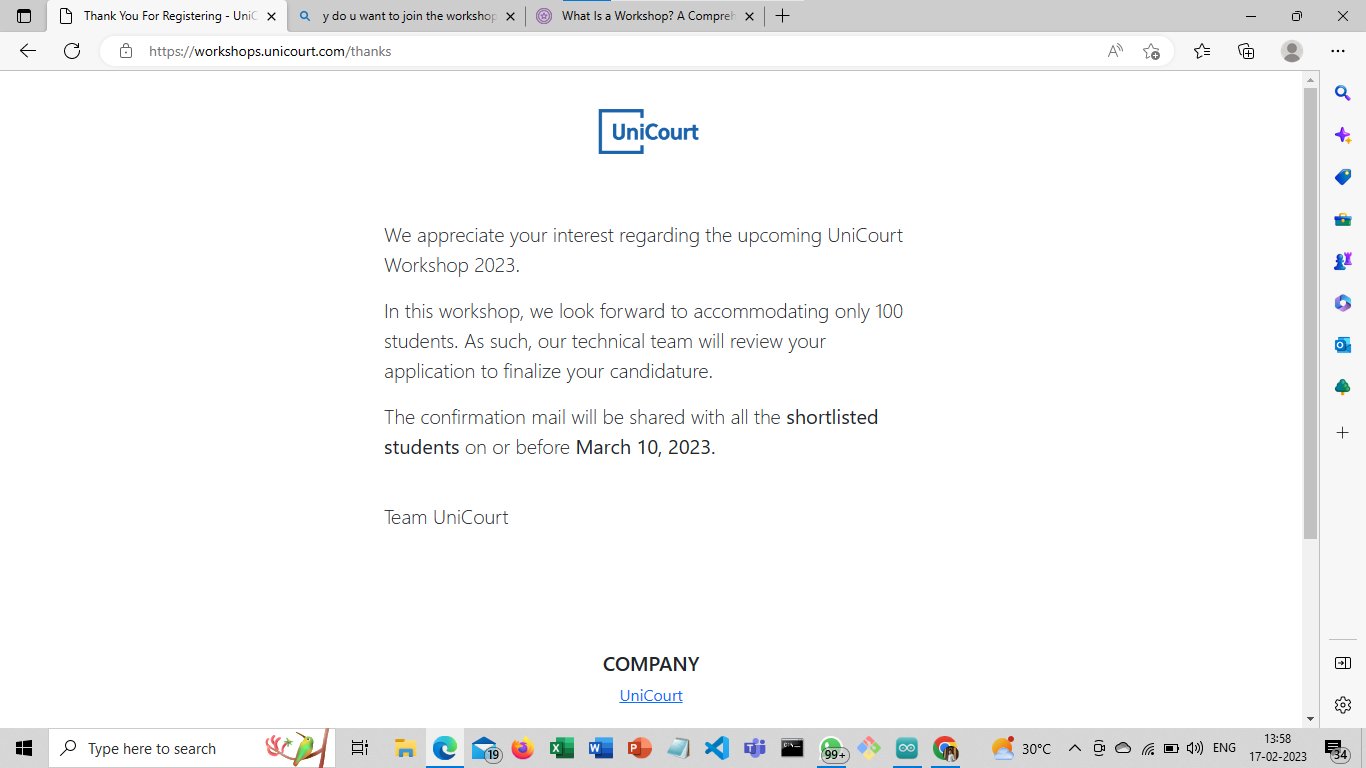 Thank You For Registering - UniC
y do u want to join the workshop
What Is a Workshop? A Compreh
https://workshops.unicourt.com/thanks
UniCourt
We appreciate your interest regarding the upcoming UniCourt
Workshop 2023.
In this workshop, we look forward to accommodating only 100
students. As such, our technical team will review your
application to finalize your candidature.
The confirmation mail will be shared with all the shortlisted
students on or before March 10, 2023.
Team UniCourt
COMPANY
UniCourt
Type here to search
19
99+
30°C
ENG
13:58
17-02-2023
34